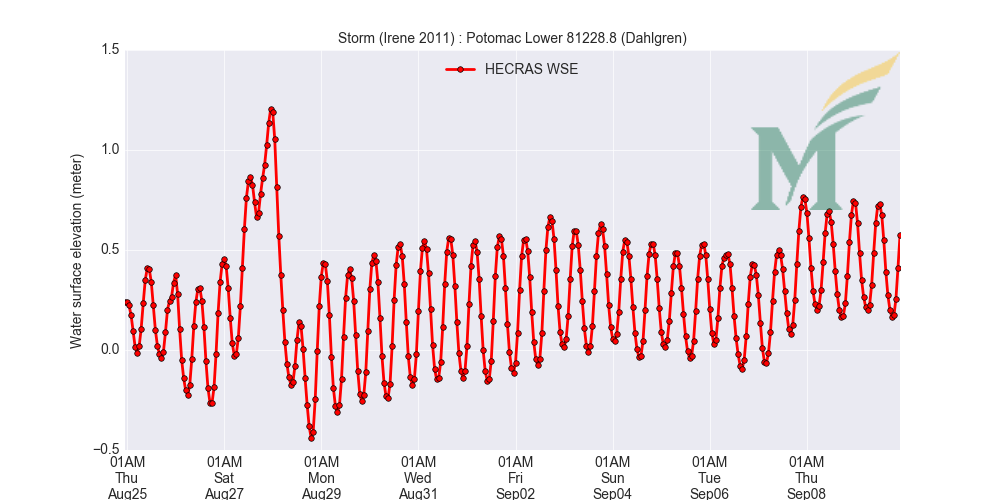 Storm (Irene 2011) : Potomac Lower 81228.8 (Dahlgren)
HECRAS WSE
M
Water surface elevation (meter)
1.5
1.0
0.5
0.0
−0.5
01AM 01AM 01AM 01AM 01AM 01AM 01AM 01AM
Thu Sat Mon Wed Fri Sun Tue Thu
Aug25 Aug27 Aug29 Aug31 Sep02 Sep04 Sep06 Sep08